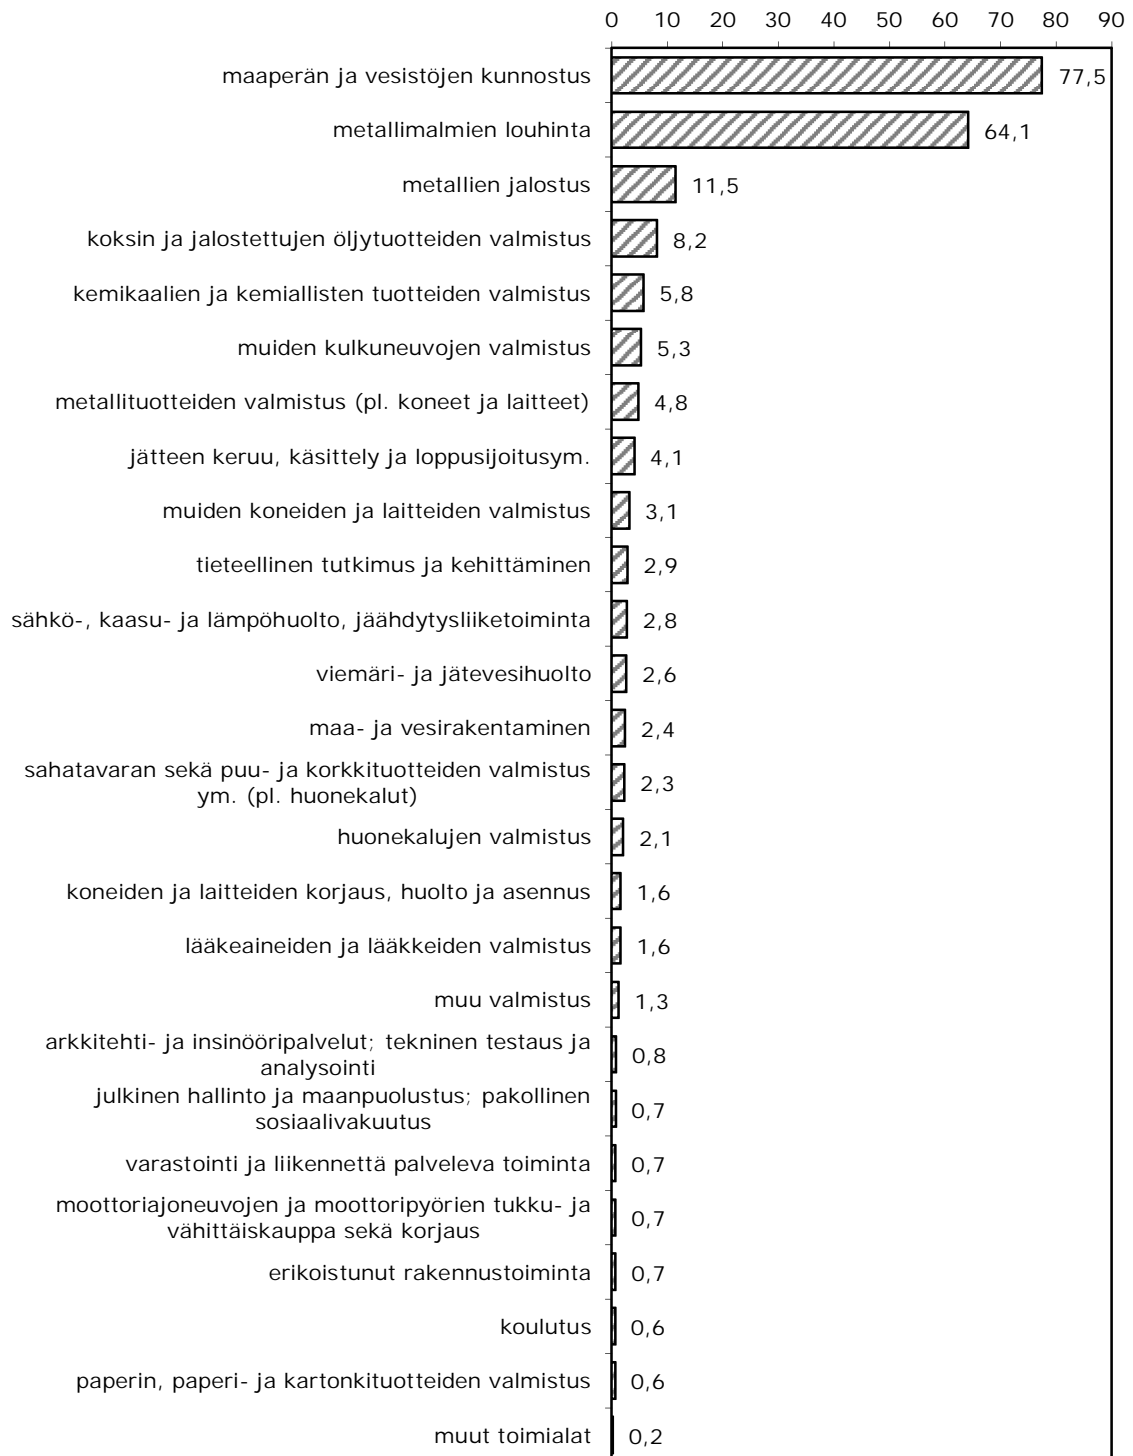 0 10 20 30 40 50 60 70 80 90
maaperän ja vesistöjen kunnostus 77,5
metallimalmien louhinta 64,1
metallien jalostus 11,5
koksin ja jalostettujen öljytuotteiden valmistus 8,2
kemikaalien ja kemiallisten tuotteiden valmistus 5,8
muiden kulkuneuvojen valmistus 5,3
metallituotteiden valmistus (pl. koneet ja laitteet) 4,8
jätteen keruu, käsittely ja loppusijoitusym. 4,1
muiden koneiden ja laitteiden valmistus 3,1
tieteellinen tutkimus ja kehittäminen 2,9
sähkö-, kaasu- ja lämpöhuolto, jäähdytysliiketoiminta 2,8
viemäri- ja jätevesihuolto 2,6
maa- ja vesirakentaminen 2,4
sahatavaran sekä puu- ja korkkituotteiden valmistus
ym. (pl. huonekalut) 2,3
huonekalujen valmistus 2,1
koneiden ja laitteiden korjaus, huolto ja asennus 1,6
lääkeaineiden ja lääkkeiden valmistus 1,6
muu valmistus 1,3
arkkitehti- ja insinööripalvelut; tekninen testaus ja
analysointi 0,8
julkinen hallinto ja maanpuolustus; pakollinen
sosiaalivakuutus 0,7
varastointi ja liikennettä palveleva toiminta 0,7
moottoriajoneuvojen ja moottoripyörien tukku- ja
vähittäiskauppa sekä korjaus 0,7
erikoistunut rakennustoiminta 0,7
koulutus 0,6
paperin, paperi- ja kartonkituotteiden valmistus 0,6
muut toimialat 0,2